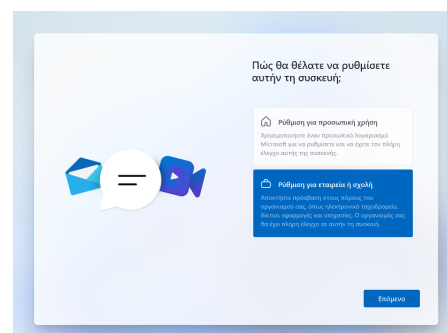 Πώς θα θέλατε να ρυθμίσετε
αυτήν τη συσκευή;
Ρύθμιση για προσωπική χρήση
Χρησιμοποιήστε έναν προσωπικό λογαριασμό
Microsoft για να ρυθμίσετε και να έχετε τον πλήρη
έλεγχο αυτής της συσκευής.
Ρύθμιση για εταιρεία ή σχολή
Αποκτήστε πρόσβαση στους πόρους του
οργανισμού σας, όπως ηλεκτρονικό ταχυδρομείο,
δίκτυο, εφαρμογές και υπηρεσίες. Ο οργανισμός σας
θα έχει πλήρη έλεγχο σε αυτήν τη συσκευή.
Επόμενο